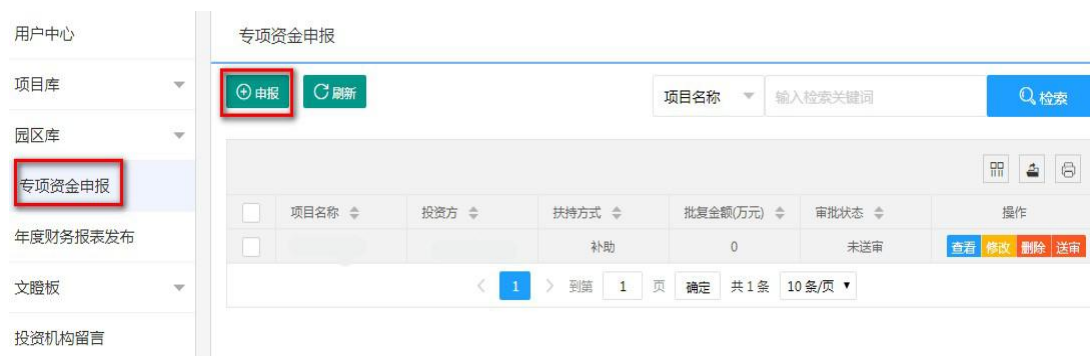 用户中心
专项资金申报
项目库
申报
刷新
项目名称
输入检索关键词
检索
园区库
专项资金申报
项目名称
投资方
扶持方式
批复金额(万元)
审批状态
操作
补助
0
未送审
查看
修改
删除
送审
年度财务报表发布
1
到第 1 页
确定
共1条
10条/页
文瞪板
投资机构留言